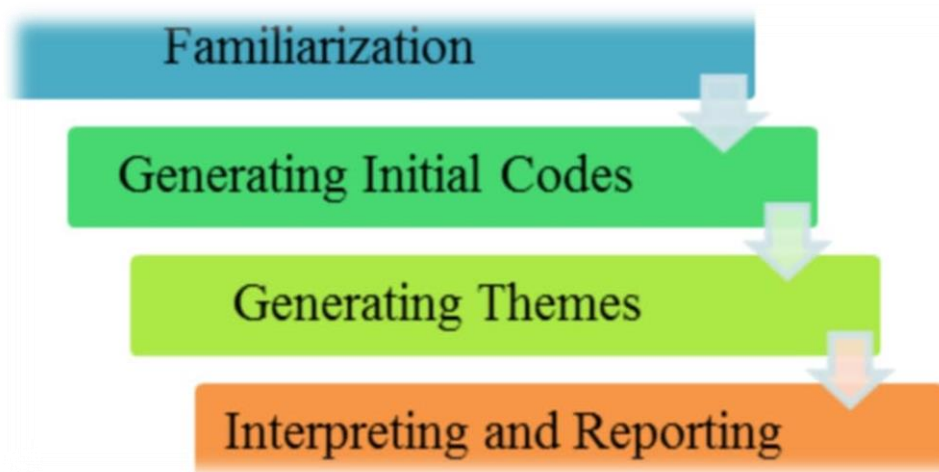 Familiarization
Generating Initial Codes
Generating Themes
Interpreting and Reporting